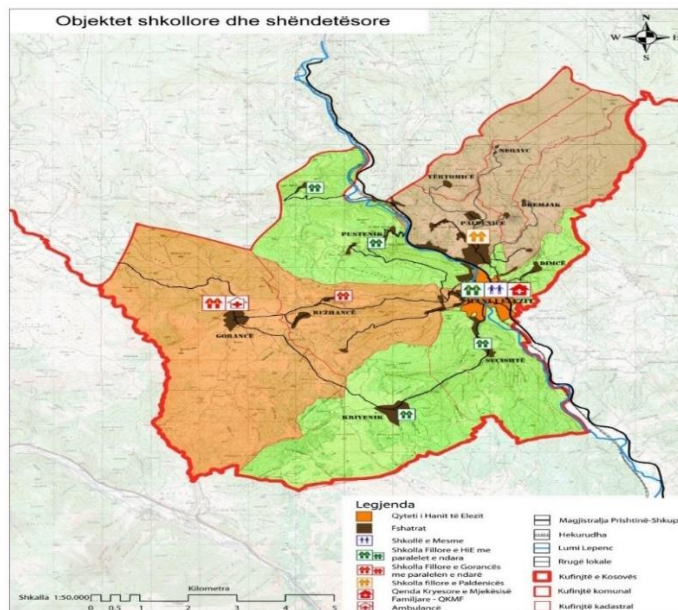 Objektet shkollore dhe shëndetësore
N
W
S
NEQAVC
VËRTOMICË
DREMJAK
PALDENICË
PUSTENIK
DIMCË
GORANCË
REZHANCË
SEÇISHTË
KRIVENIK
Legjenda
Qyteti i Hanit të Elezit
Fshatrat
Shkollë e Mesme
Shkolla Fillore e HiE me
paralelet e ndara
Shkolla Fillore e Gorancës
me paralelen e ndarë
Shkolla fillore e Paldenicës
Qenda Kryesore e Mjekësisë
Familjare - QKMF
Ambulancë
Magjistralja Prishtinë-Shkup
Hekurudha
Lumi Lepenc
Rrugë lokale
Kufinjtë e Kosovës
Kufinjtë komunal
Kufinjtë kadastral
Kilometra
Shkalla 1:50,000
0 0.5 1 2 3 4 5